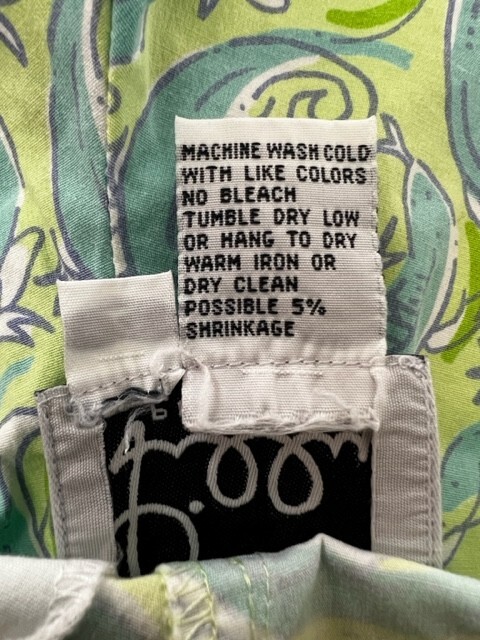 MACHINE WASH COLD
WITH LIKE COLORS
NO BLEACH
TUMBLE DRY LOW
OR HANG TO DRY
WARM IRON OR
DRY CLEAN
POSSIBLE 5%
SHRINKAGE